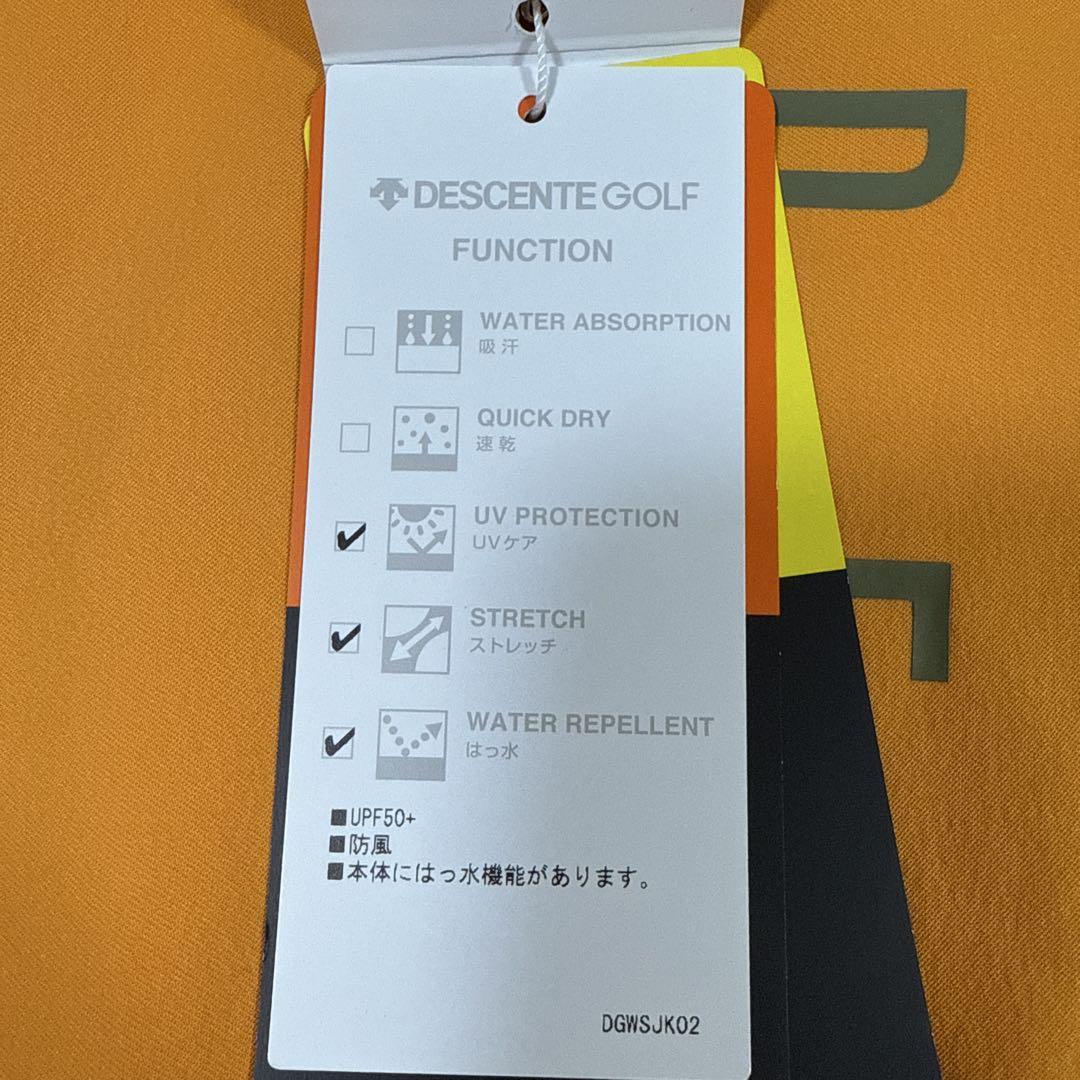 DESCENTE GOLF
FUNCTION
WATER ABSORPTION
吸汗
QUICK DRY
速乾
UV PROTECTION
UVケア
STRETCH
ストレッチ
WATER REPELLENT
はっ水
■UPF50+
■防風
■本体にはっ水機能があります。
DGWSJK02